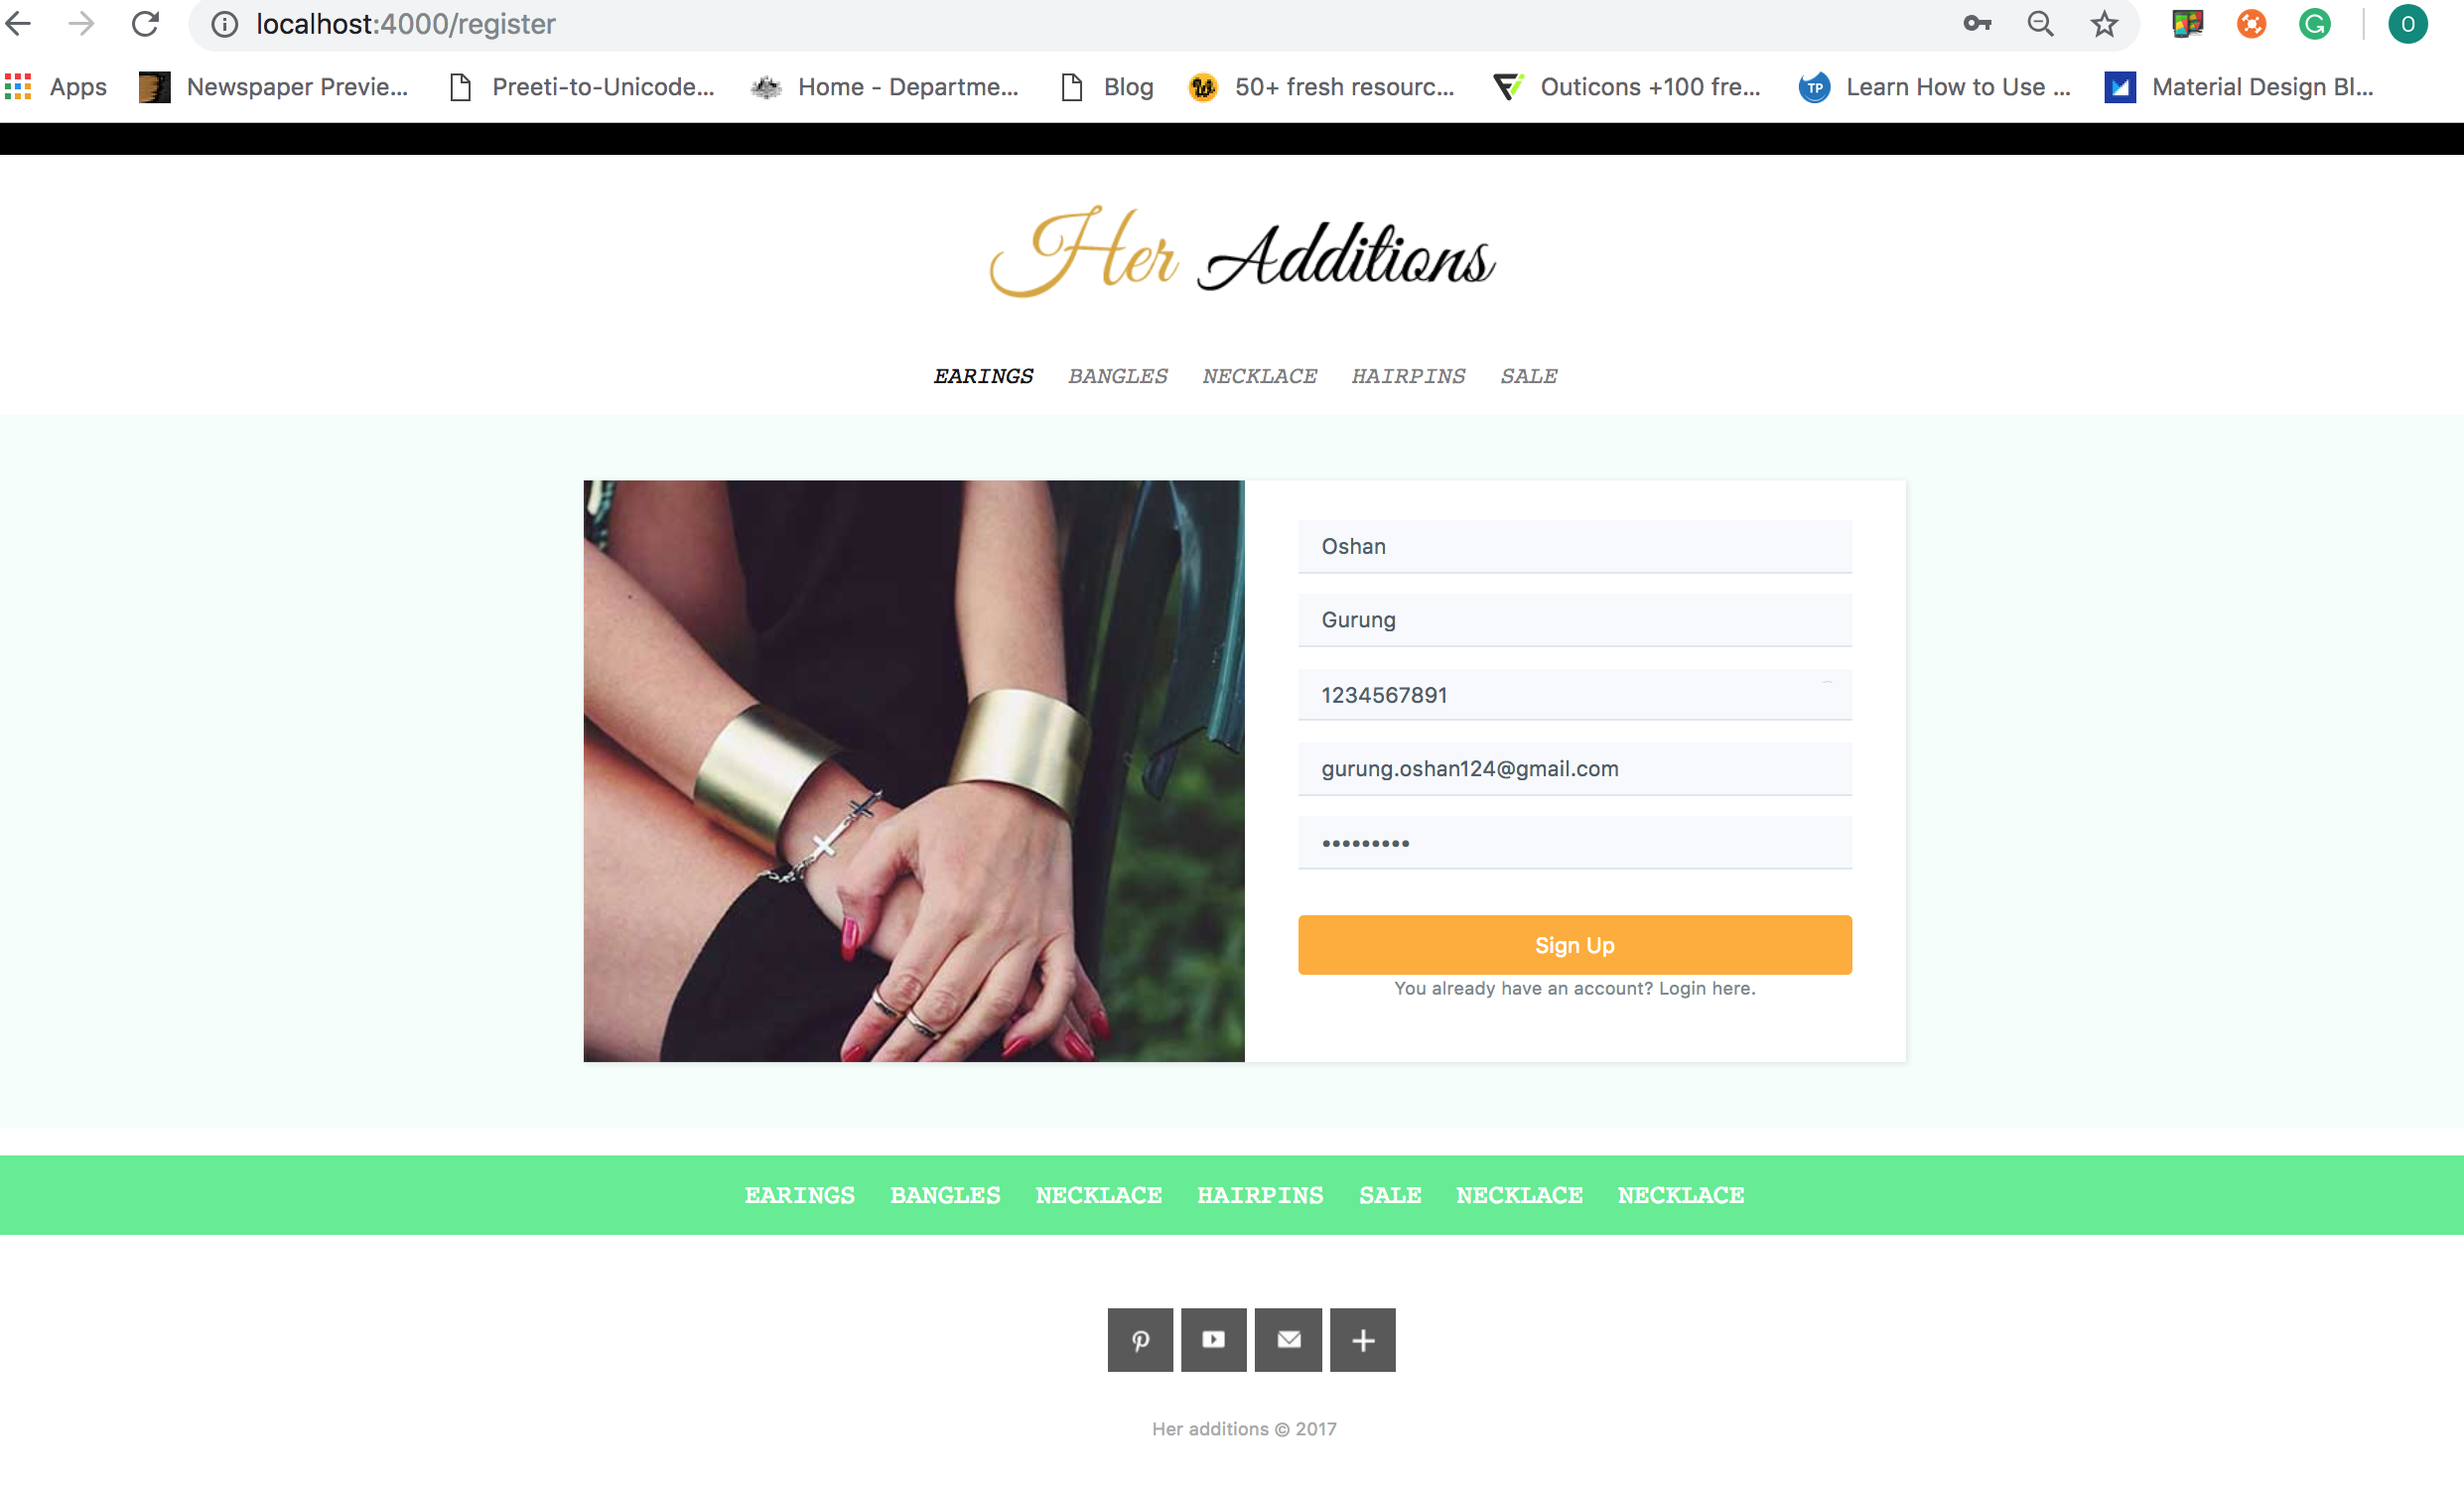 localhost:4000/register
O
Apps Newspaper Previe... Preeti-to-Unicode... Home - Departme... Blog 50+ fresh resourc... Outicons +100 fre... TP Learn How to Use ... Material Design Bl...
Her Additions
EARINGS BANGLES NECKLACE HAIRPINS SALE
Oshan
Gurung
1234567891
gurung.oshan124@gmail.com
•••••••••
Sign Up
You already have an account? Login here.
EARINGS BANGLES NECKLACE HAIRPINS SALE NECKLACE NECKLACE
Her additions © 2017